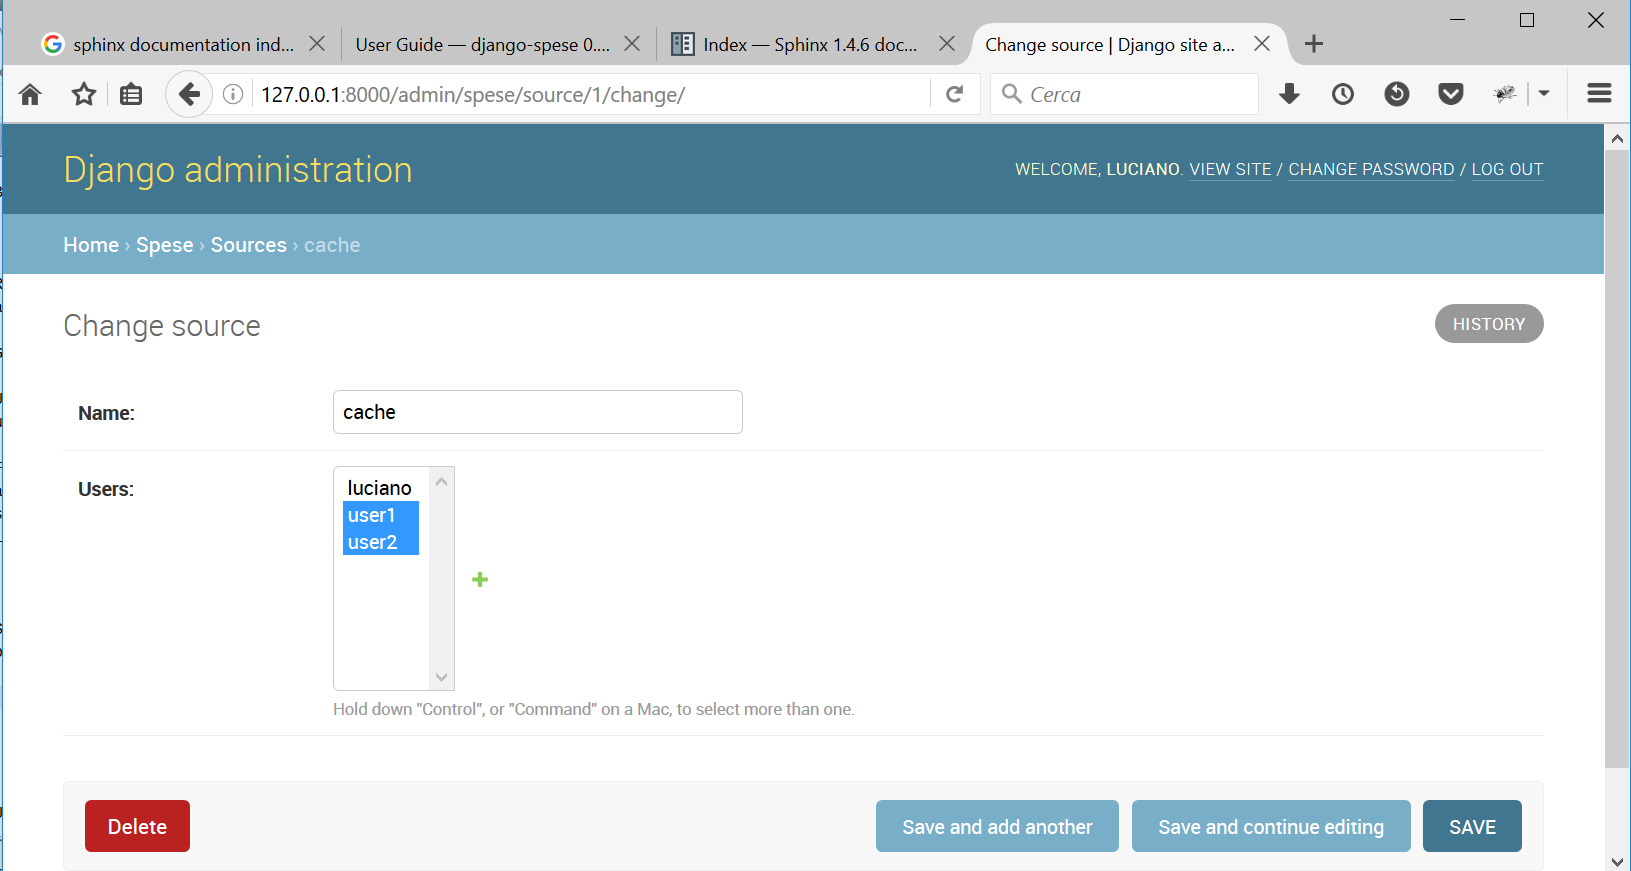 sphinx documentation ind...
User Guide — django-spese 0....
Index — Sphinx 1.4.6 doc...
Change source | Django site a...
127.0.0.1:8000/admin/spese/source/1/change/
Cerca
Django administration
WELCOME, LUCIANO. VIEW SITE / CHANGE PASSWORD / LOG OUT
Home › Spese › Sources › cache
Change source
HISTORY
Name:
cache
Users:
luciano
user1
user2
Hold down "Control", or "Command" on a Mac, to select more than one.
Delete
Save and add another
Save and continue editing
SAVE